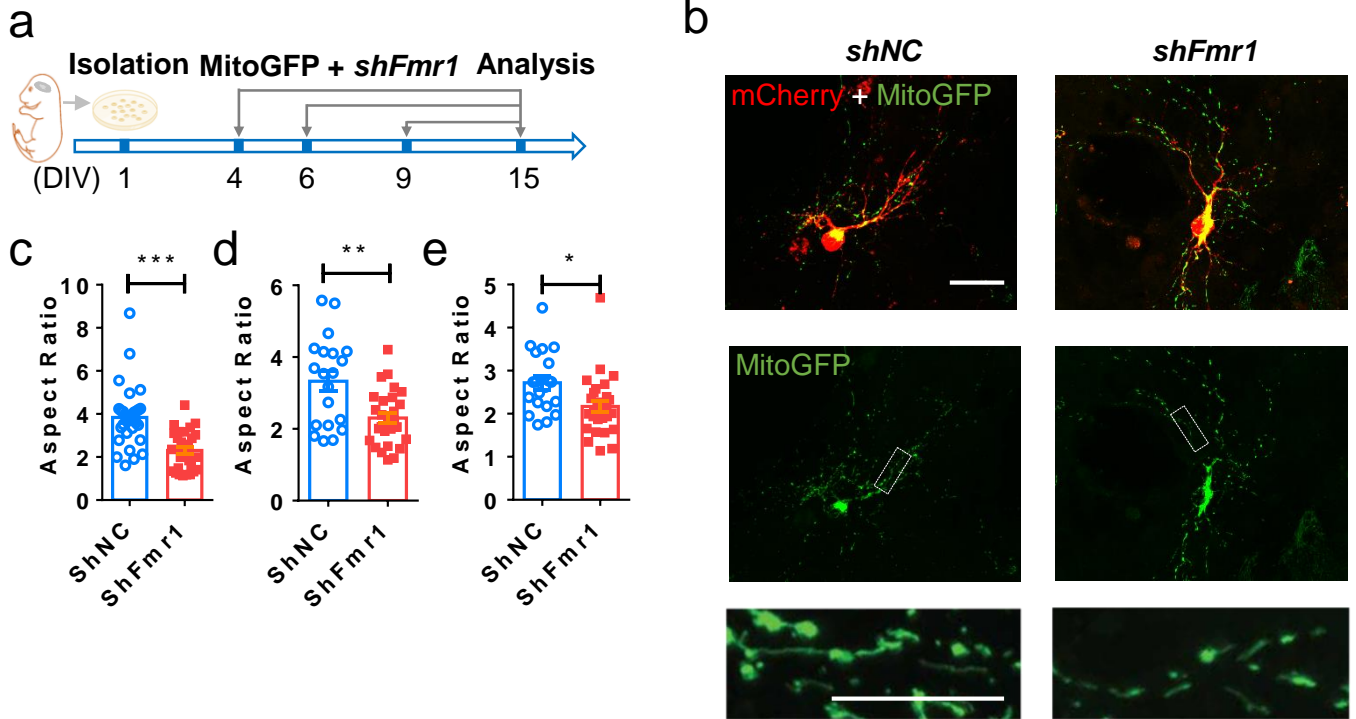 a
Isolation MitoGFP + shFmr1 Analysis
(DIV) 1 4 6 9 15
b
shNC shFmr1
mCherry + MitoGFP
MitoGFP
c
***
Aspect Ratio
10
8
6
4
2
0
ShNC
ShFmr1
d
**
Aspect Ratio
6
4
2
0
ShNC
ShFmr1
e
*
Aspect Ratio
5
4
3
2
1
0
ShNC
ShFmr1